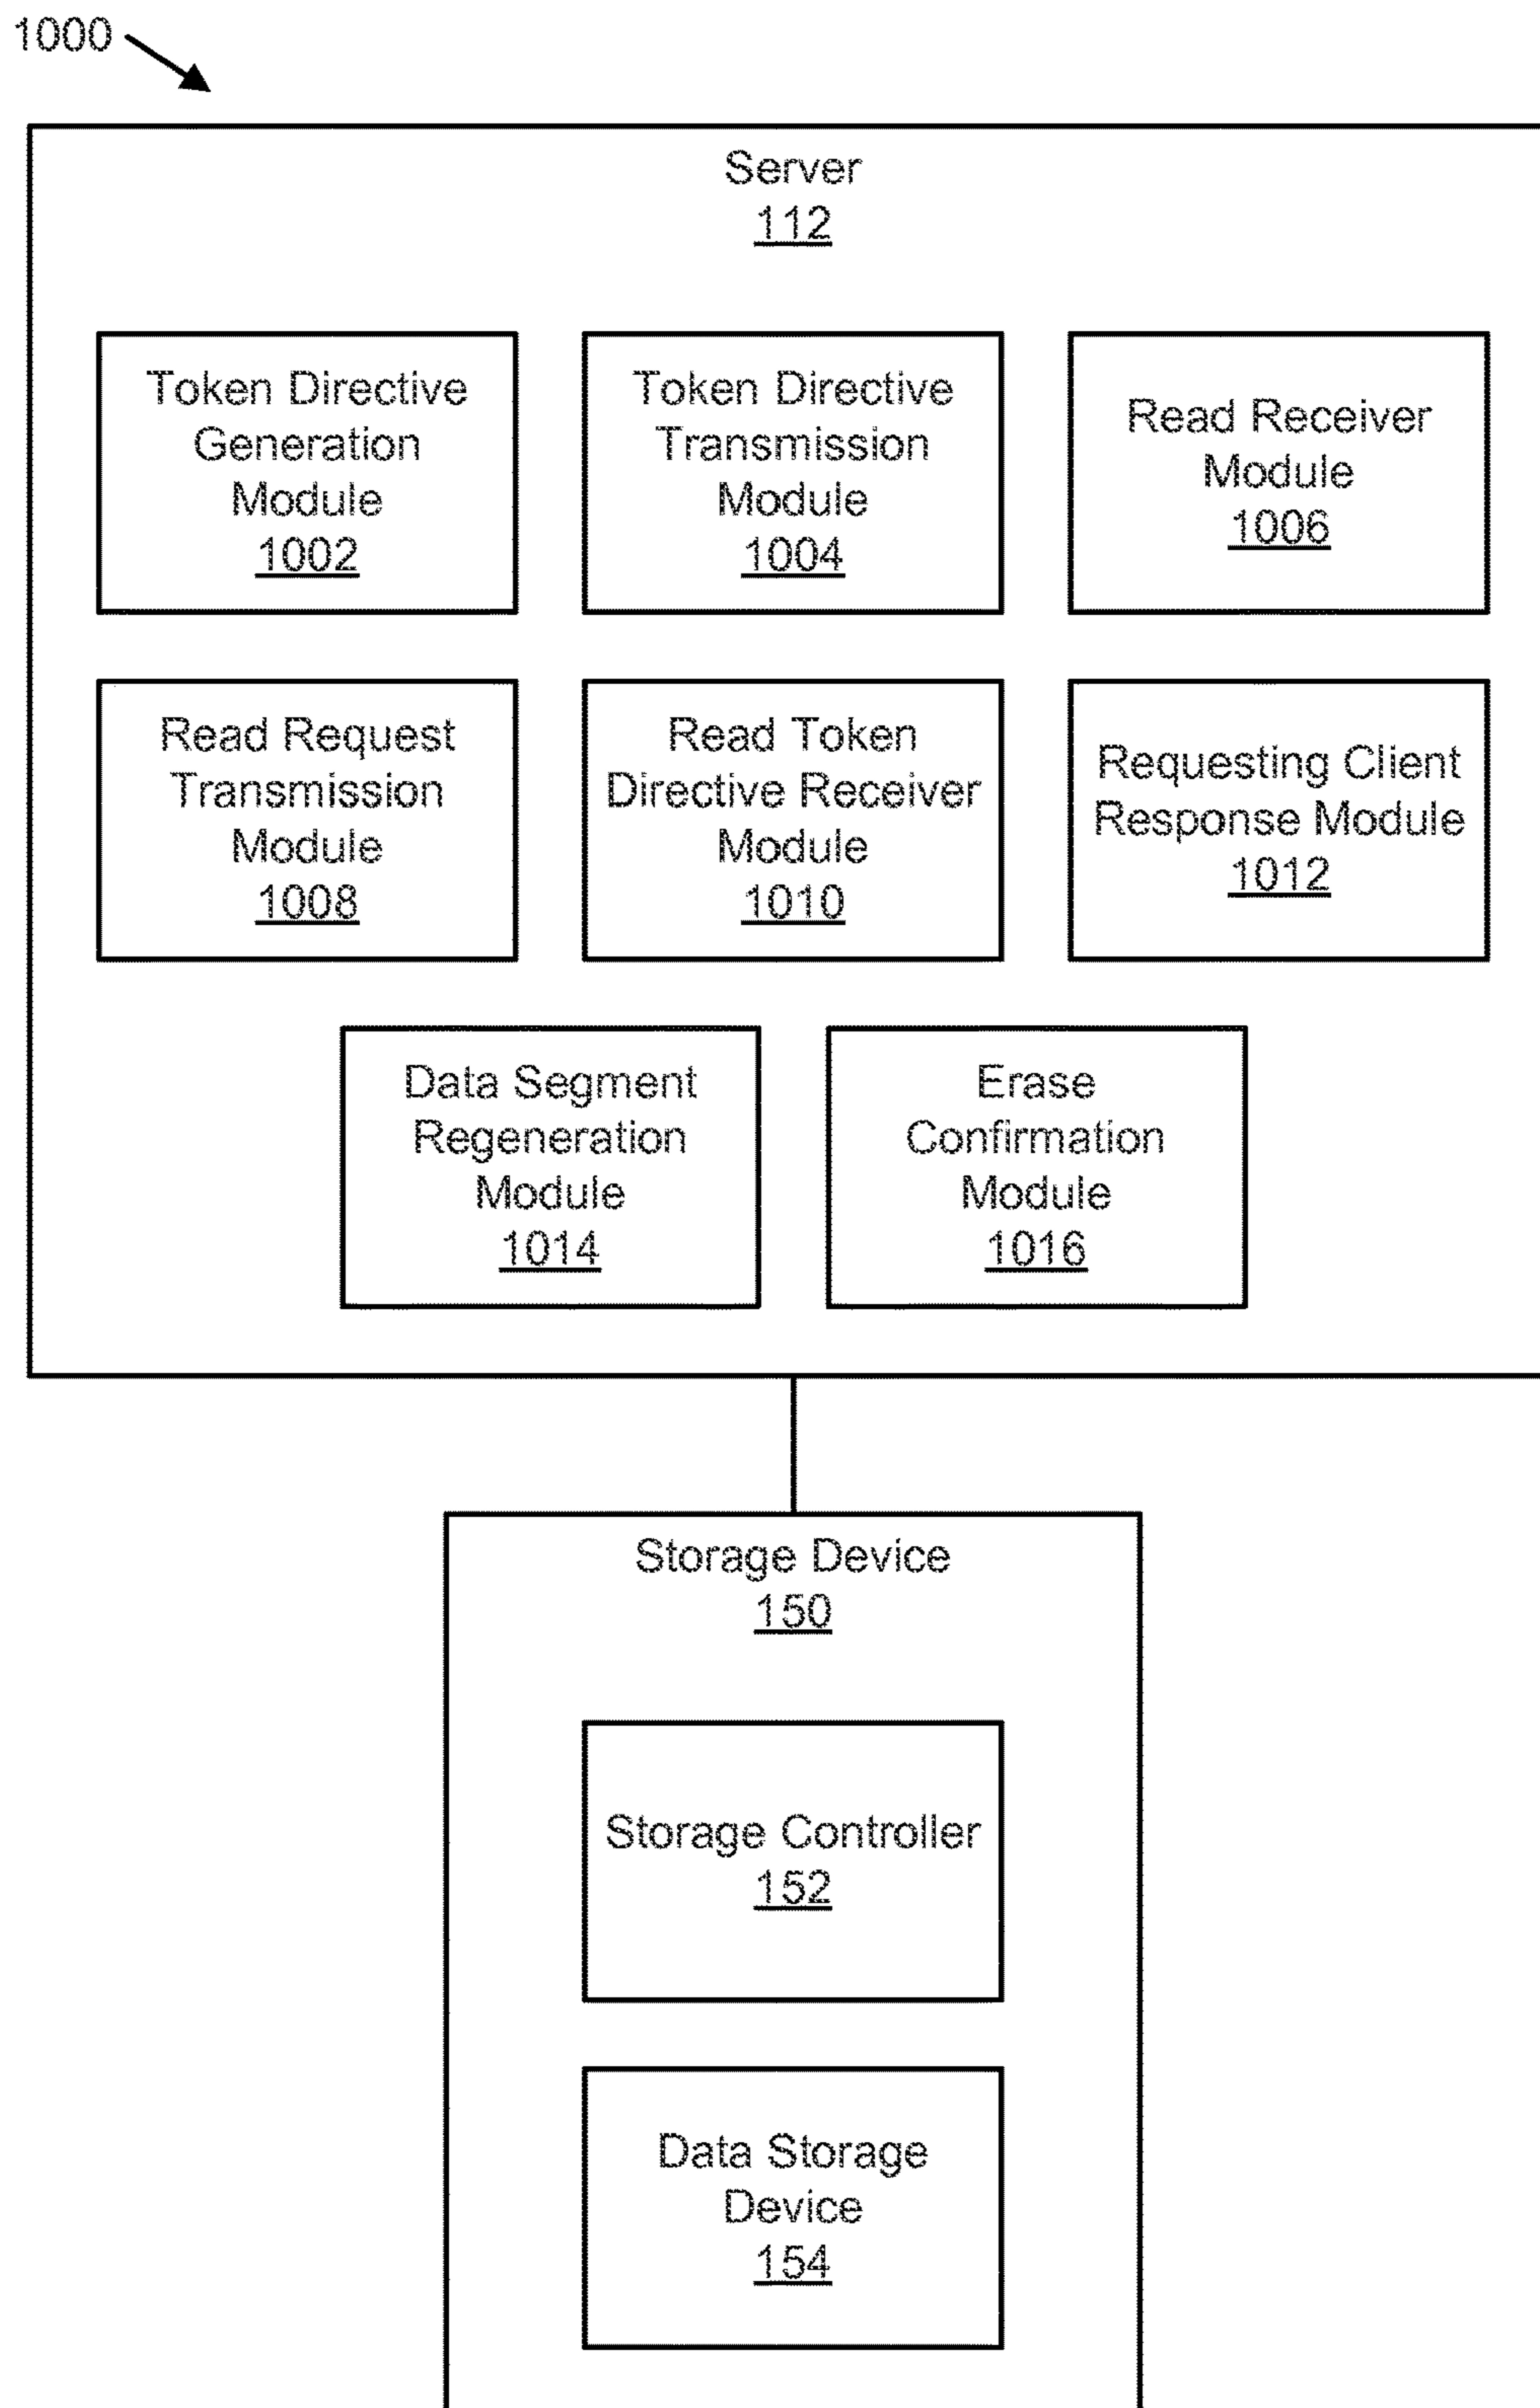 1000
Server
112
Token Directive
Generation
Module
1002
Token Directive
Transmission
Module
1004
Read Receiver
Module
1006
Read Request
Transmission
Module
1008
Read Token
Directive Receiver
Module
1010
Requesting Client
Response Module
1012
Data Segment
Regeneration
Module
1014
Erase
Confirmation
Module
1016
Storage Device
150
Storage Controller
152
Data Storage
Device
154